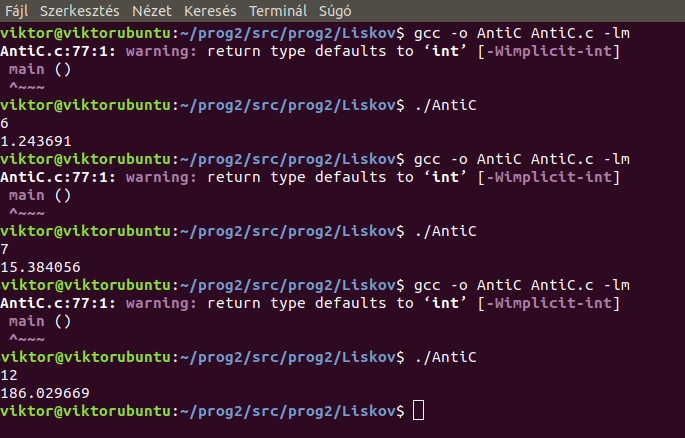 Fájl Szerkesztés Nézet Keresés Terminál Súgó
viktor@viktorubuntu:~/prog2/src/prog2/Liskov$ gcc -o AntiC AntiC.c -lm
AntiC.c:77:1: warning: return type defaults to ‘int’ [-Wimplicit-int]
 main ()
 ^~~~
viktor@viktorubuntu:~/prog2/src/prog2/Liskov$ ./AntiC
6
1.243691
viktor@viktorubuntu:~/prog2/src/prog2/Liskov$ gcc -o AntiC AntiC.c -lm
AntiC.c:77:1: warning: return type defaults to ‘int’ [-Wimplicit-int]
 main ()
 ^~~~
viktor@viktorubuntu:~/prog2/src/prog2/Liskov$ ./AntiC
7
15.384056
viktor@viktorubuntu:~/prog2/src/prog2/Liskov$ gcc -o AntiC AntiC.c -lm
AntiC.c:77:1: warning: return type defaults to ‘int’ [-Wimplicit-int]
 main ()
 ^~~~
viktor@viktorubuntu:~/prog2/src/prog2/Liskov$ ./AntiC
12
186.029669
viktor@viktorubuntu:~/prog2/src/prog2/Liskov$